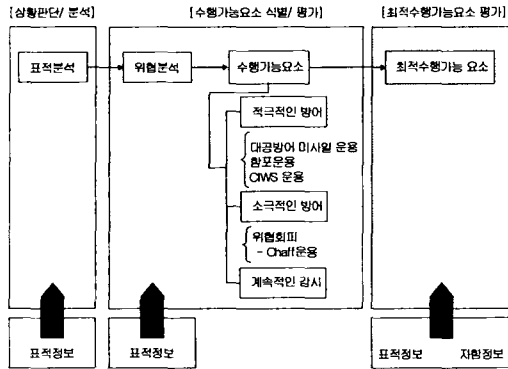 [상황판단/ 분석]
[수행가능요소 식별/ 평가]
[최적수행가능요소 평가]
표적분석
위협분석
수행가능요소
최적수행가능 요소
적극적인 방어
대공방어 미사일 운용
함포운용
CIWS 운용
소극적인 방어
위협회피
- Chaff운용
계속적인 감시
표적정보
표적정보
표적정보 자함정보